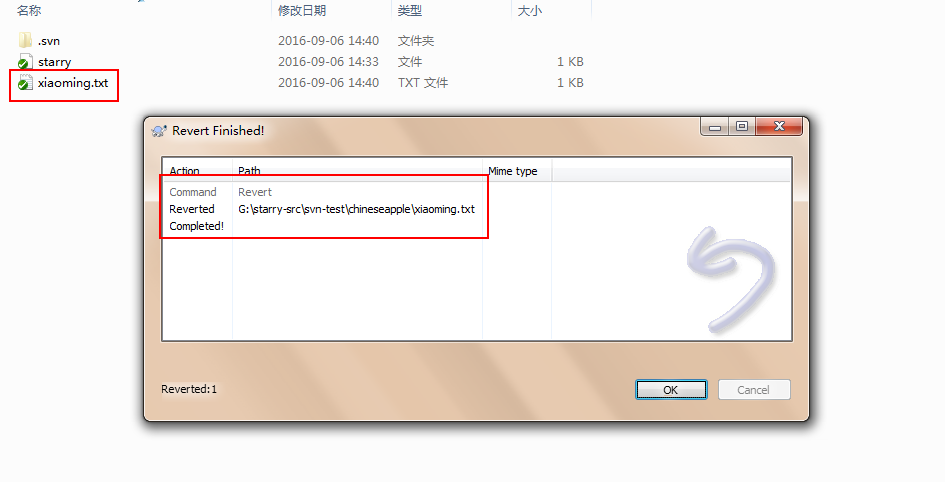 名称 修改日期 类型 大小
.svn 2016-09-06 14:40 文件夹
starry 2016-09-06 14:33 文件 1 KB
xiaoming.txt 2016-09-06 14:40 TXT 文件 1 KB
Revert Finished!
Action Path Mime type
Command Revert
Reverted G:\starry-src\svn-test\chineseapple\xiaoming.txt
Completed!
Reverted:1
OK Cancel